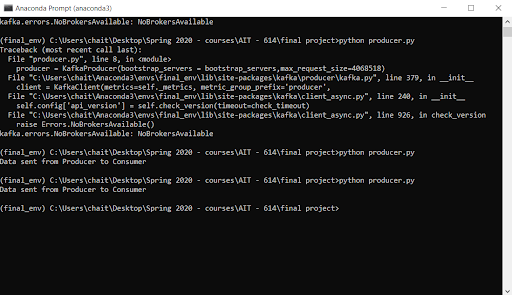 Anaconda Prompt (anaconda3)
kafka.errors.NoBrokersAvailable: NoBrokersAvailable
(final_env) C:\Users\chait\Desktop\Spring 2020 - courses\AIT - 614\final project>python producer.py
Traceback (most recent call last):
  File "producer.py", line 8, in <module>
    producer = KafkaProducer(bootstrap_servers = bootstrap_servers,max_request_size=4068518)
  File "C:\Users\chait\Anaconda3\envs\final_env\lib\site-packages\kafka\producer\kafka.py", line 379, in __init__
    client = KafkaClient(metrics=self._metrics, metric_group_prefix='producer',
  File "C:\Users\chait\Anaconda3\envs\final_env\lib\site-packages\kafka\client_async.py", line 240, in __init__
    self.config['api_version'] = self.check_version(timeout=check_timeout)
  File "C:\Users\chait\Anaconda3\envs\final_env\lib\site-packages\kafka\client_async.py", line 926, in check_version
    raise Errors.NoBrokersAvailable()
kafka.errors.NoBrokersAvailable: NoBrokersAvailable
(final_env) C:\Users\chait\Desktop\Spring 2020 - courses\AIT - 614\final project>python producer.py
Data sent from Producer to Consumer
(final_env) C:\Users\chait\Desktop\Spring 2020 - courses\AIT - 614\final project>python producer.py
Data sent from Producer to Consumer
(final_env) C:\Users\chait\Desktop\Spring 2020 - courses\AIT - 614\final project>